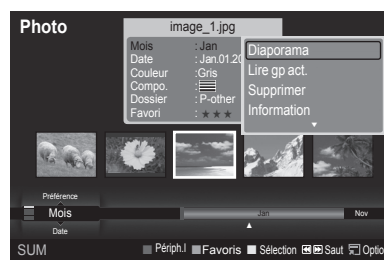 Photo
image_1.jpg
Mois : Jan
Date : Jan.01.20
Couleur :Gris
Compo. :
Dossier : P-other
Favori : ★ ★ ★
Diaporama
Lire gp act.
Supprimer
Information
Préférence
Mois
Date
Jan
Nov
SUM
Périph.l
Favoris
Sélection
Saut
Optio